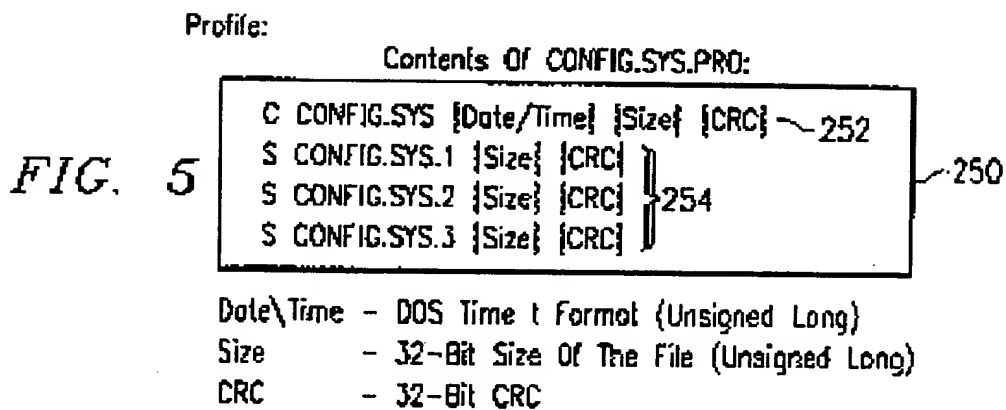 Profile:
Contents Of CONFIG.SYS.PRO:
C CONFIG.SYS {Date/Time} {Size} {CRC} 252
S CONFIG.SYS.1 {Size} {CRC}
S CONFIG.SYS.2 {Size} {CRC} 254
S CONFIG.SYS.3 {Size} {CRC}
250
FIG. 5
Date\Time - DOS Time t Format (Unsigned Long)
Size - 32-Bit Size Of The File (Unsigned Long)
CRC - 32-Bit CRC